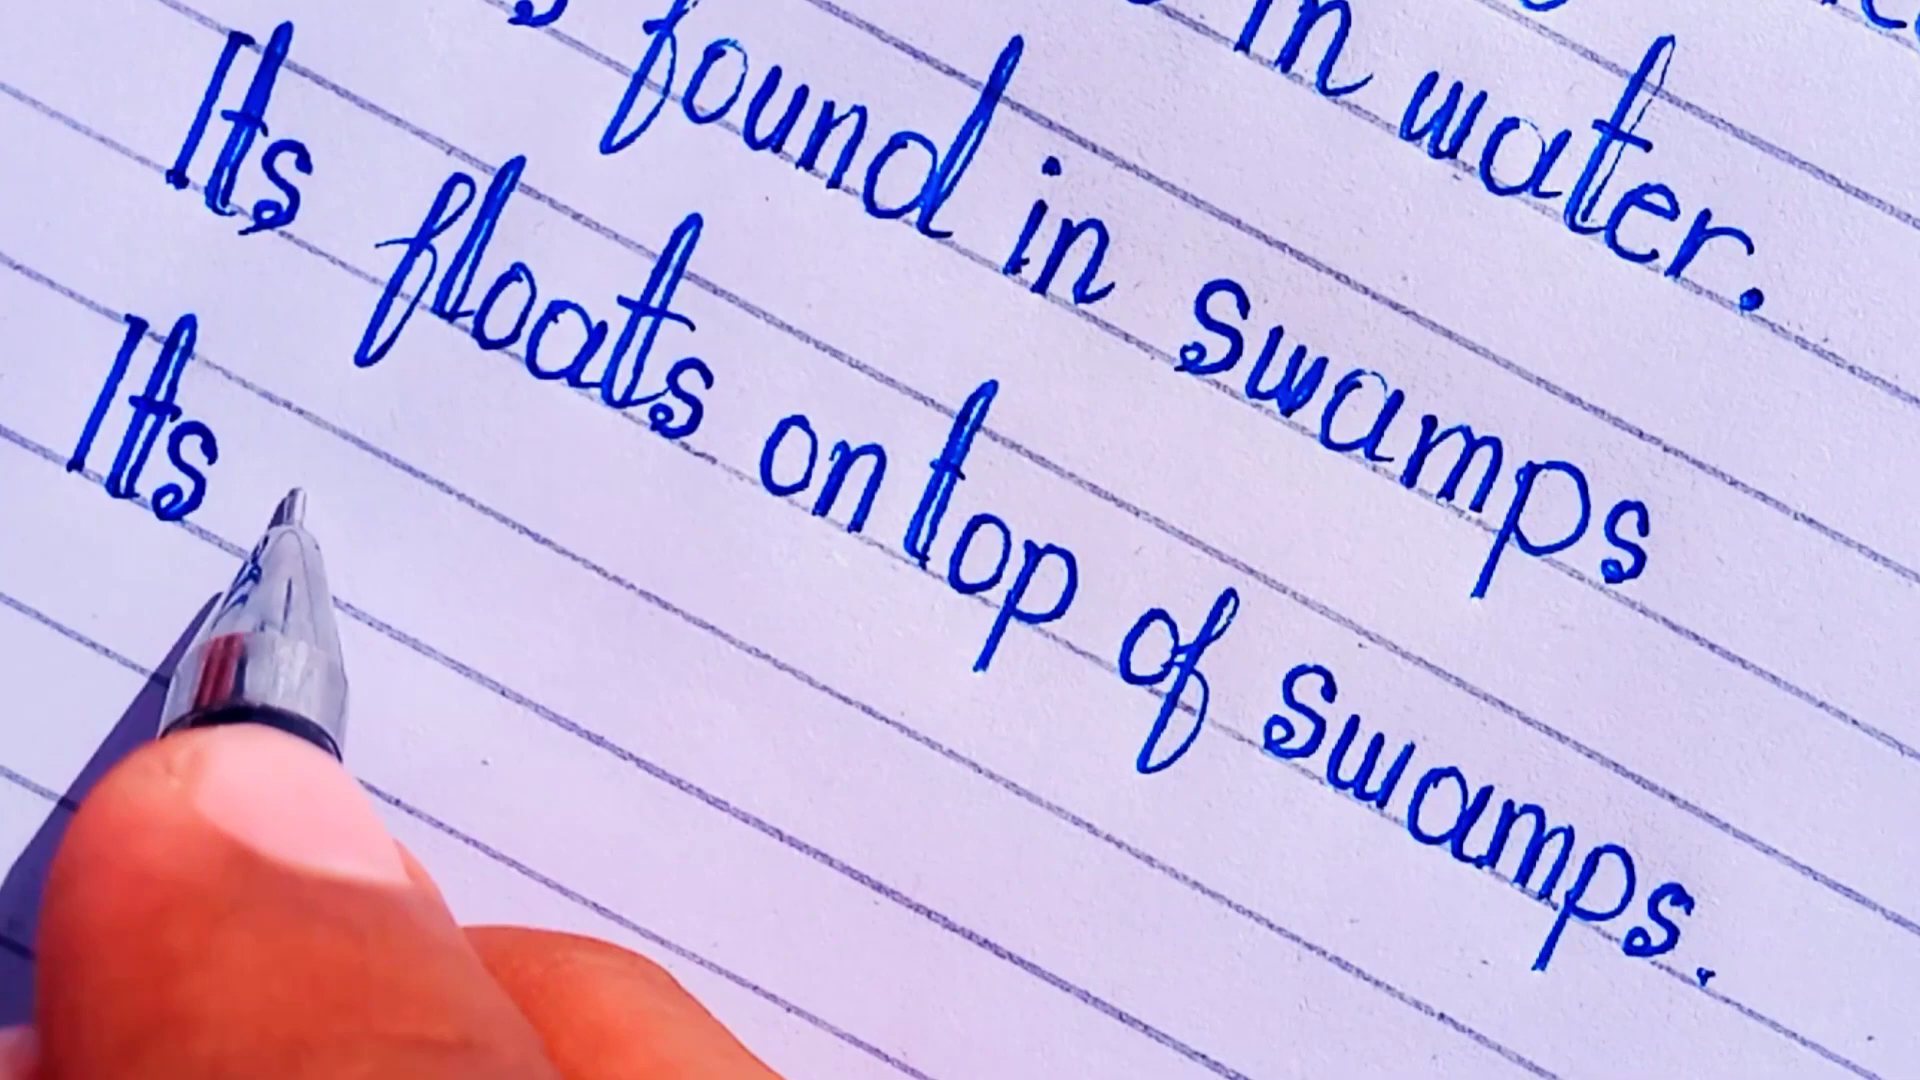 in water.
found in swamps
Its floats on top of swamps.
Its